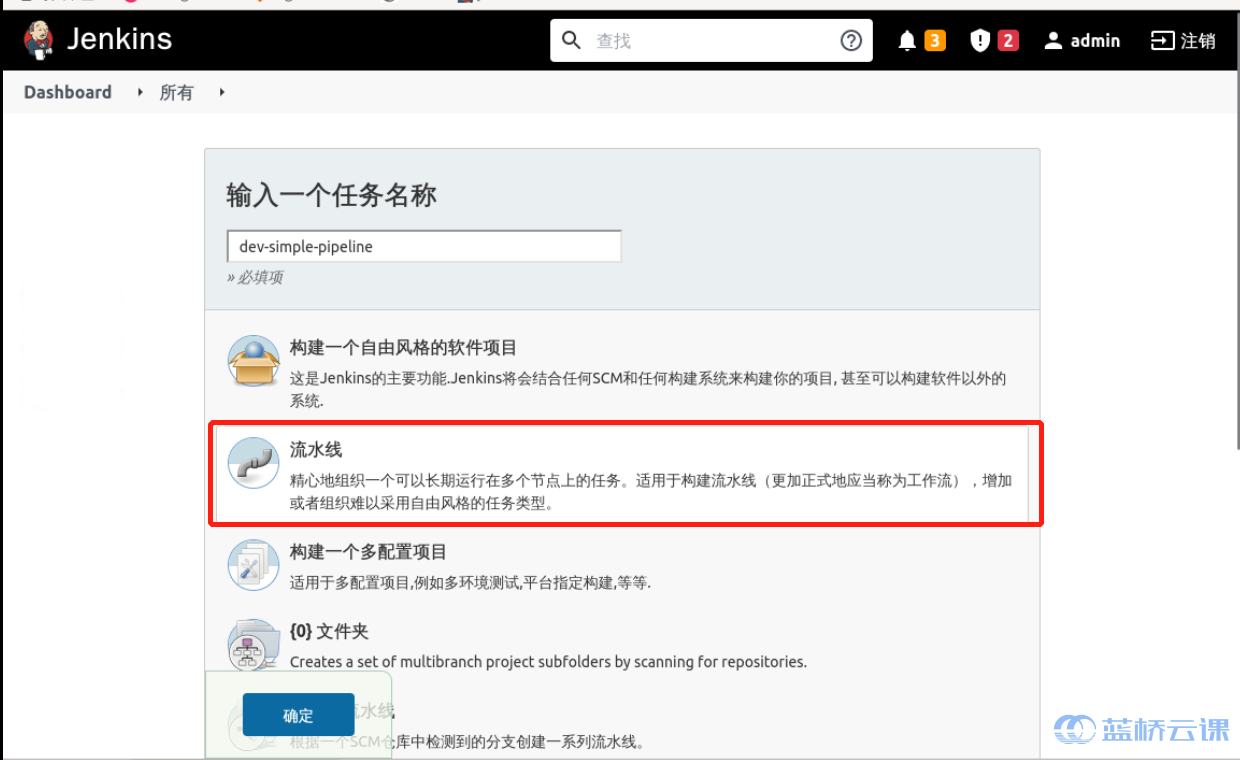 Jenkins
查找
3
2
admin
注销
Dashboard
所有
输入一个任务名称
dev-simple-pipeline
» 必填项
构建一个自由风格的软件项目
这是Jenkins的主要功能.Jenkins将会结合任何SCM和任何构建系统来构建你的项目, 甚至可以构建软件以外的
系统.
流水线
精心地组织一个可以长期运行在多个节点上的任务。适用于构建流水线（更加正式地应当称为工作流），增加
或者组织难以采用自由风格的任务类型。
构建一个多配置项目
适用于多配置项目,例如多环境测试,平台指定构建,等等.
{0} 文件夹
Creates a set of multibranch project subfolders by scanning for repositories.
确定
流水线
根据一个SCM仓库中检测到的分支创建一系列流水线。
蓝桥云课